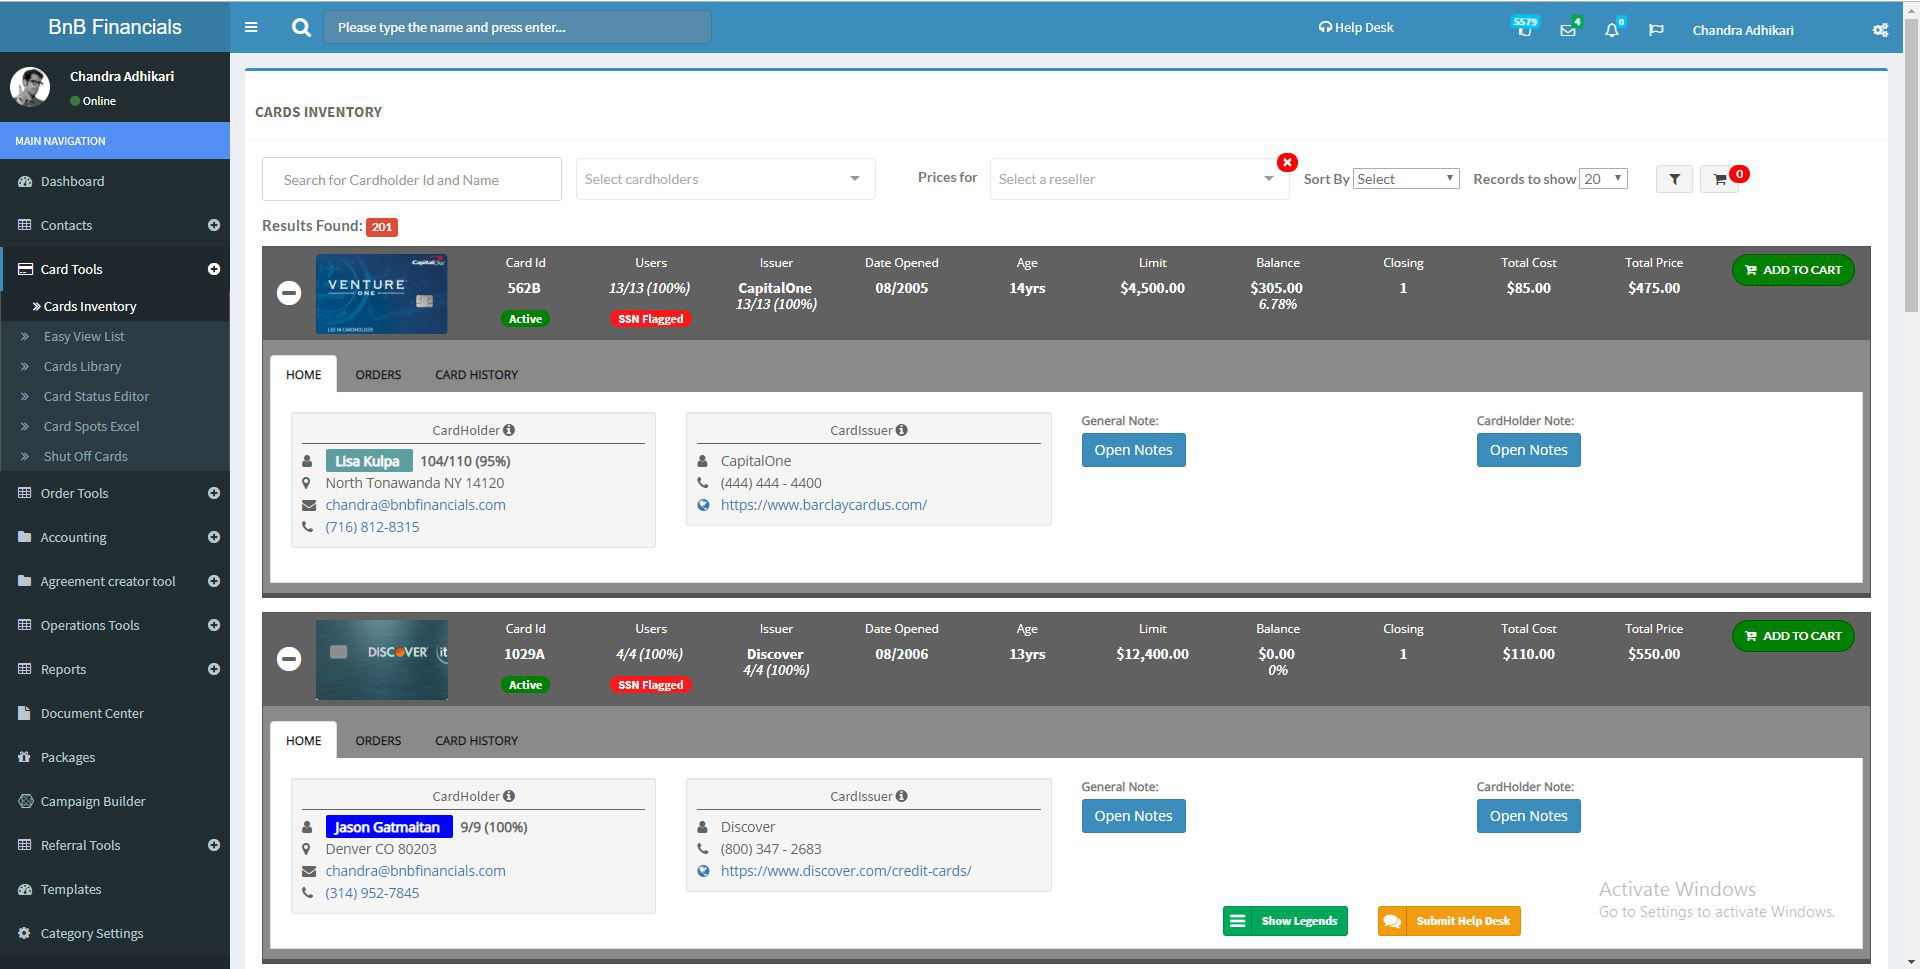 BnB Financials
Please type the name and press enter...
Help Desk
5579
4
0
Chandra Adhikari
Chandra Adhikari
Online
MAIN NAVIGATION
Dashboard
Contacts
Card Tools
» Cards Inventory
» Easy View List
» Cards Library
» Card Status Editor
» Card Spots Excel
» Shut Off Cards
Order Tools
Accounting
Agreement creator tool
Operations Tools
Reports
Document Center
Packages
Campaign Builder
Referral Tools
Templates
Category Settings
CARDS INVENTORY
Search for Cardholder Id and Name
Select cardholders
Prices for
Select a reseller
Sort By Select
Records to show 20
0
Results Found: 201
CapitalOne
VENTURE
ONE
LEE M CARDHOLDER
Card Id Users Issuer Date Opened Age Limit Balance Closing Total Cost Total Price
562B 13/13 (100%) CapitalOne 08/2005 14yrs $4,500.00 $305.00 1 $85.00 $475.00
13/13 (100%) 6.78%
Active SSN Flagged
ADD TO CART
HOME ORDERS CARD HISTORY
CardHolder
Lisa Kulpa 104/110 (95%)
North Tonawanda NY 14120
chandra@bnbfinancials.com
(716) 812-8315
CardIssuer
CapitalOne
(444) 444 - 4400
https://www.barclaycardus.com/
General Note:
Open Notes
CardHolder Note:
Open Notes
DISCOVER it
Card Id Users Issuer Date Opened Age Limit Balance Closing Total Cost Total Price
1029A 4/4 (100%) Discover 08/2006 13yrs $12,400.00 $0.00 1 $110.00 $550.00
4/4 (100%) 0%
Active SSN Flagged
ADD TO CART
HOME ORDERS CARD HISTORY
CardHolder
Jason Gatmaitan 9/9 (100%)
Denver CO 80203
chandra@bnbfinancials.com
(314) 952-7845
CardIssuer
Discover
(800) 347 - 2683
https://www.discover.com/credit-cards/
General Note:
Open Notes
CardHolder Note:
Open Notes
Show Legends
Submit Help Desk
Activate Windows
Go to Settings to activate Windows.